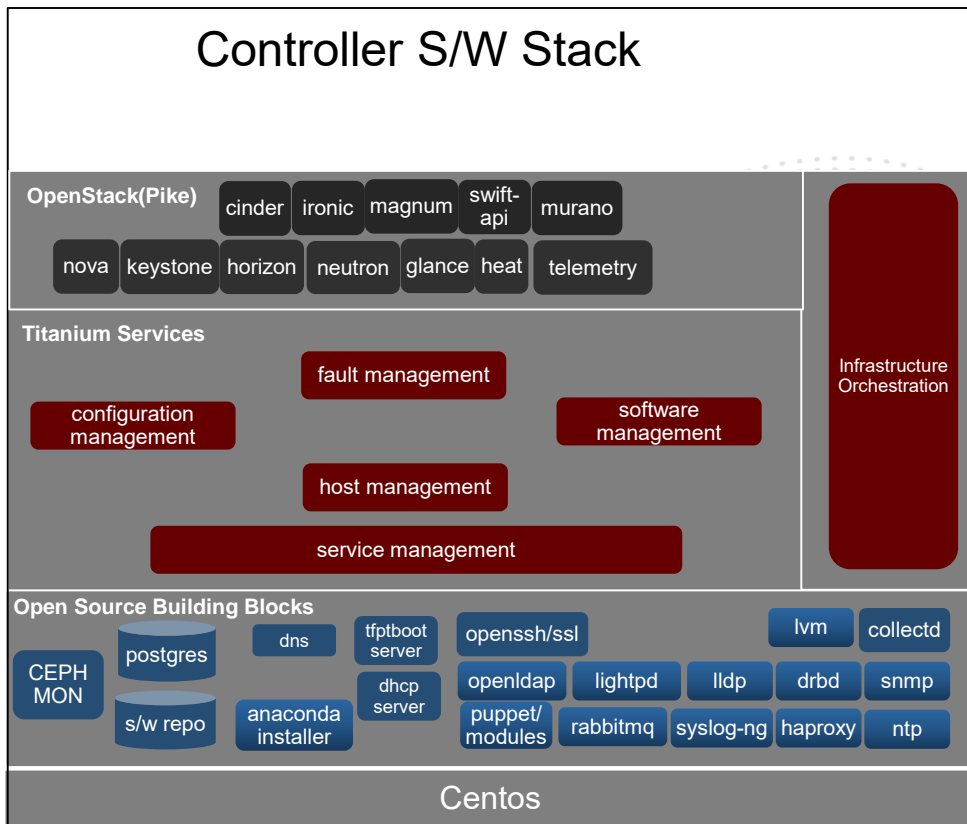 Controller S/W Stack
OpenStack(Pike)
cinder
ironic
magnum
swift-
api
murano
nova
keystone
horizon
neutron
glance
heat
telemetry
Titanium Services
fault management
configuration
management
software
management
host management
service management
Infrastructure
Orchestration
Open Source Building Blocks
CEPH
MON
postgres
s/w repo
dns
anaconda
installer
tfptboot
server
dhcp
server
openssh/ssl
lvm
collectd
openldap
lightpd
lldp
drbd
snmp
puppet/
modules
rabbitmq
syslog-ng
haproxy
ntp
Centos